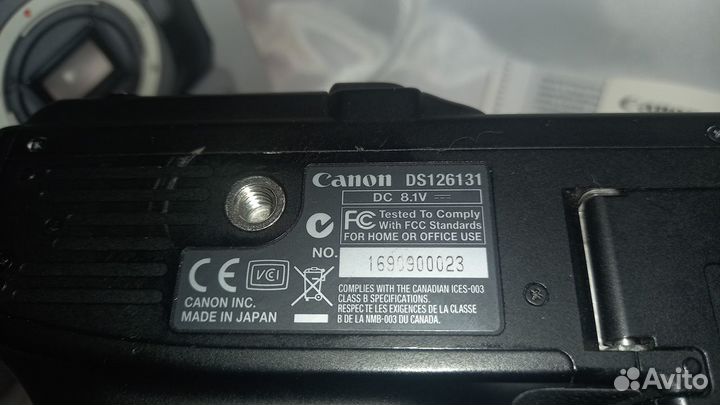 Canon DS126131
DC 8.1V
FC Tested To Comply
With FCC Standards
FOR HOME OR OFFICE USE
NO. 1690900023
CE VCI
CANON INC.
MADE IN JAPAN
COMPLIES WITH THE CANADIAN ICES-003
CLASS B SPECIFICATIONS.
RESPECTE LES EXIGENCES DE LA CLASSE
B DE LA NMB-003 DU CANADA.
Avito